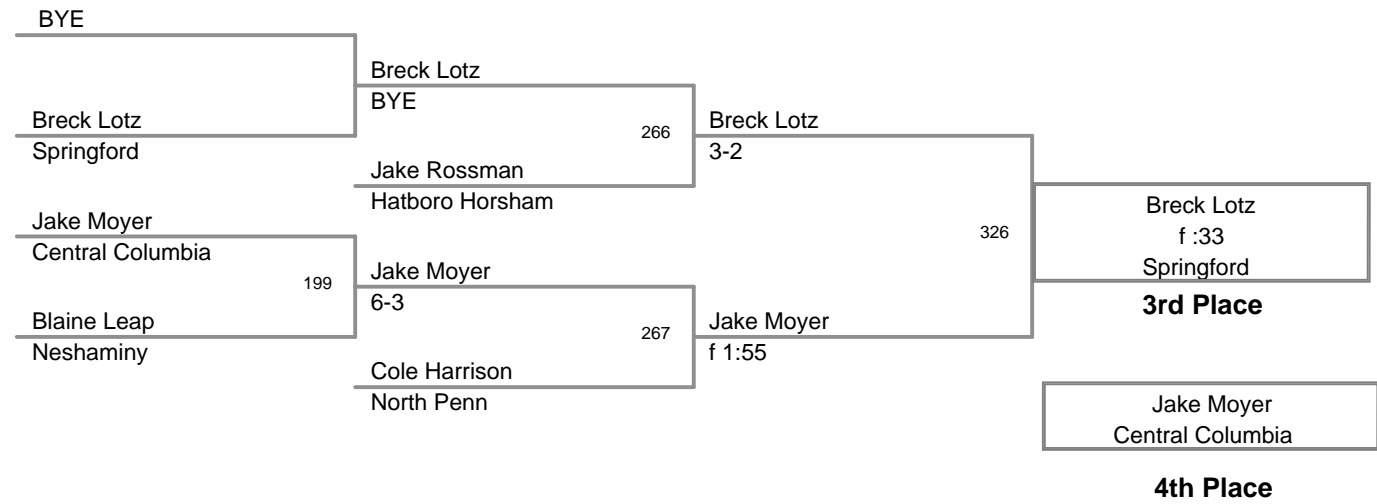 BYE
Breck Lotz
BYE
Breck Lotz
Springford
266
Breck Lotz
3-2
Jake Rossman
Hatboro Horsham
Jake Moyer
Central Columbia
199
Jake Moyer
6-3
Blaine Leap
Neshaminy
267
Jake Moyer
f 1:55
Cole Harrison
North Penn
326
Breck Lotz
f :33
Springford
3rd Place
Jake Moyer
Central Columbia
4th Place